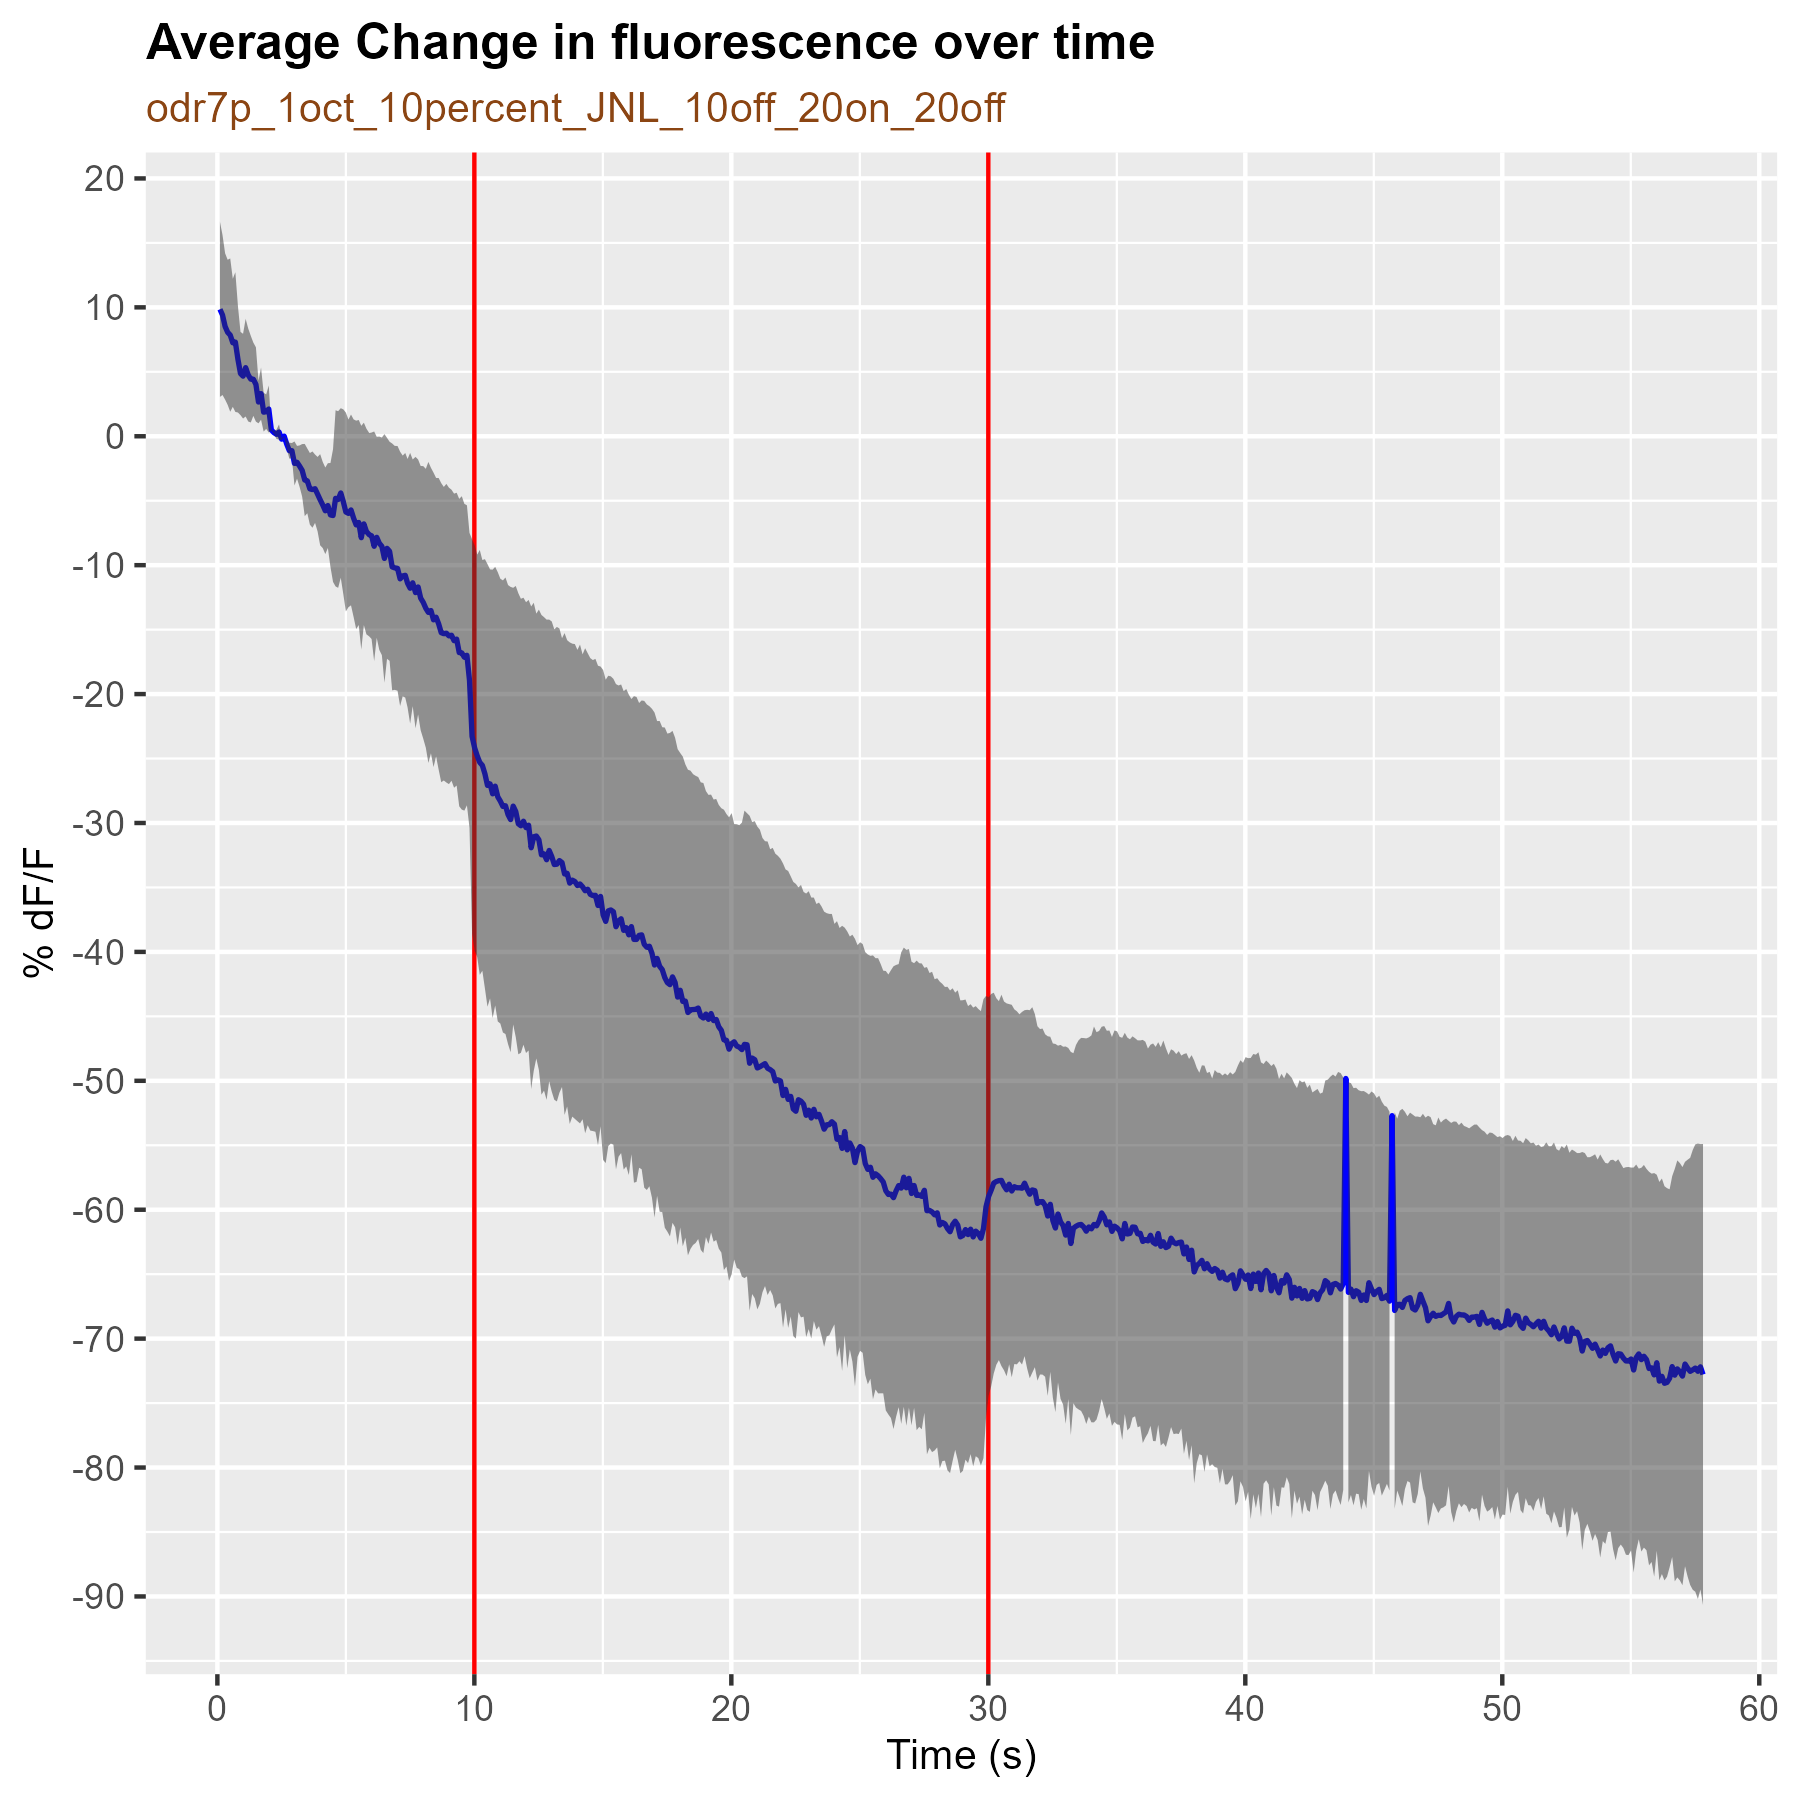 Average Change in fluorescence over time
odr7p_1oct_10percent_JNL_10off_20on_20off
20
10
0
-10
-20
-30
-40
-50
-60
-70
-80
-90
% dF/F
0 10 20 30 40 50 60
Time (s)